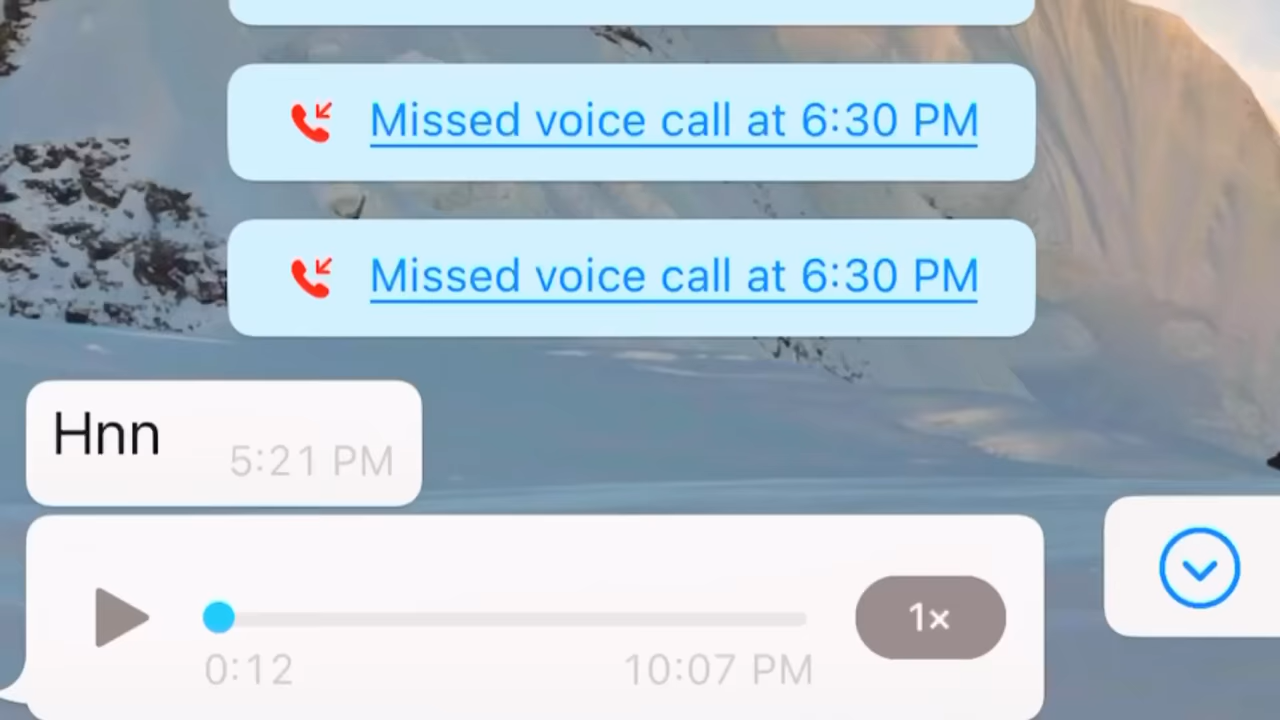 Missed voice call at 6:30 PM
Missed voice call at 6:30 PM
Hnn
5:21 PM
1×
0:12
10:07 PM